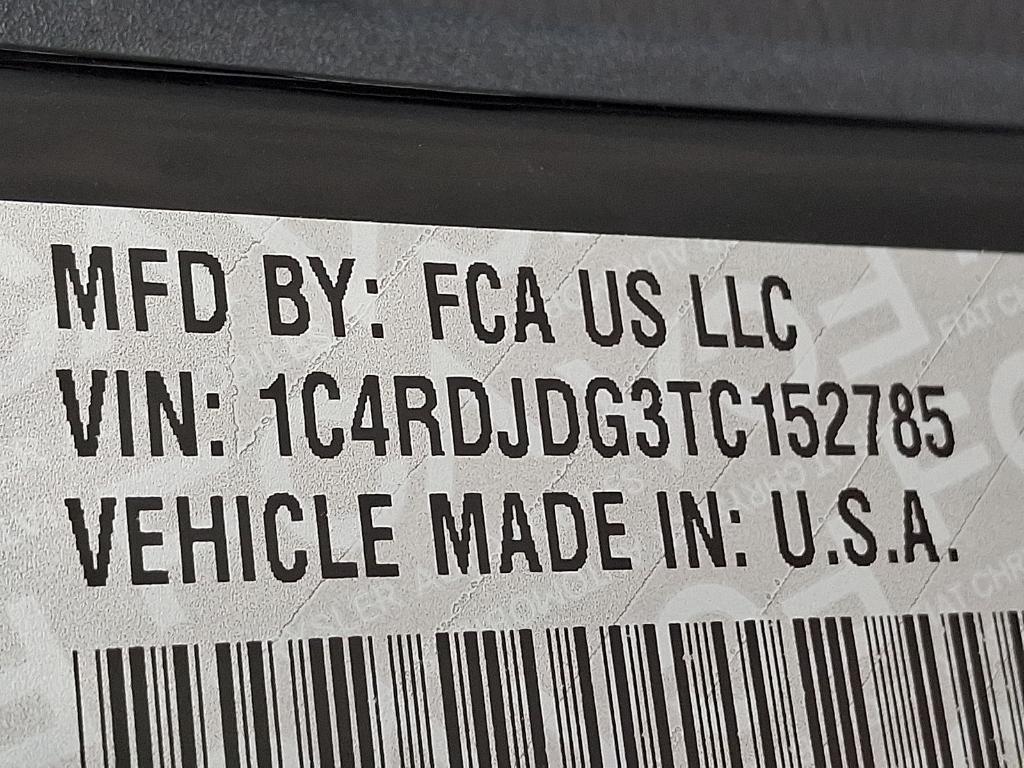 MFD BY: FCA US LLC
VIN: 1C4RDJDG3TC152785
VEHICLE MADE IN: U.S.A.